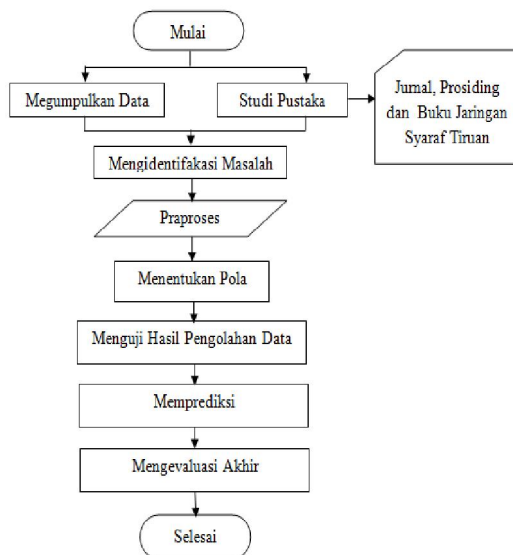 Mulai
Megumpulkan Data
Studi Pustaka
Jurnal, Prosiding
dan Buku Jaringan
Syaraf Tiruan
Mengidentifakasi Masalah
Praproses
Menentukan Pola
Menguji Hasil Pengolahan Data
Memprediksi
Mengevaluasi Akhir
Selesai